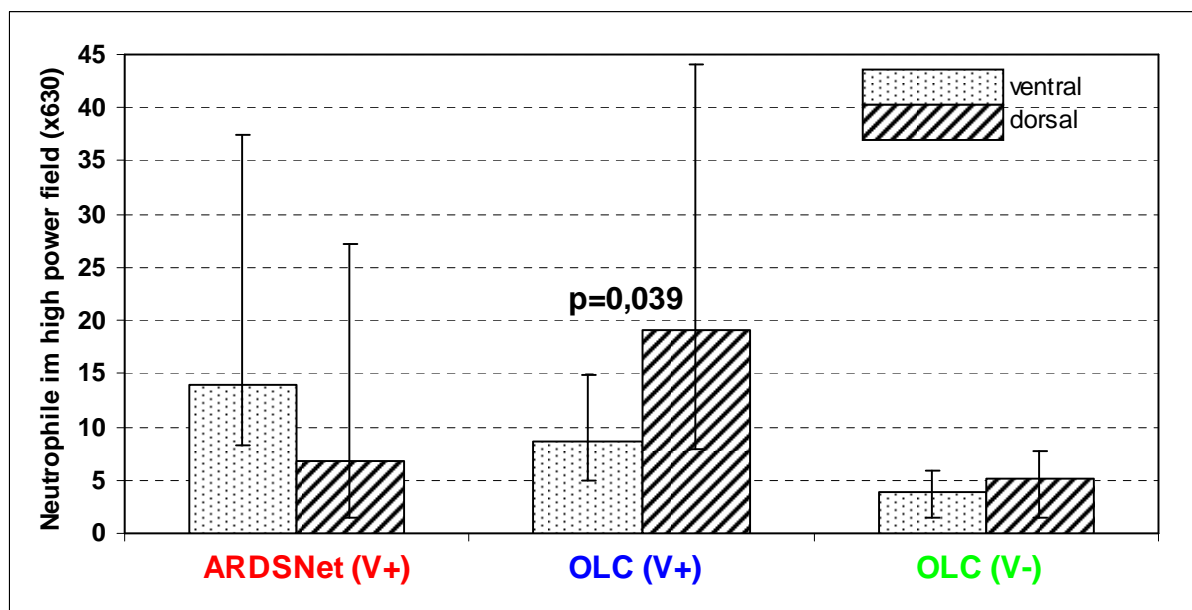 Neutrophile im high power field (x630)
45
40
35
30
25
20
15
10
5
0
ventral
dorsal
p=0,039
ARDSNet (V+)
OLC (V+)
OLC (V-)